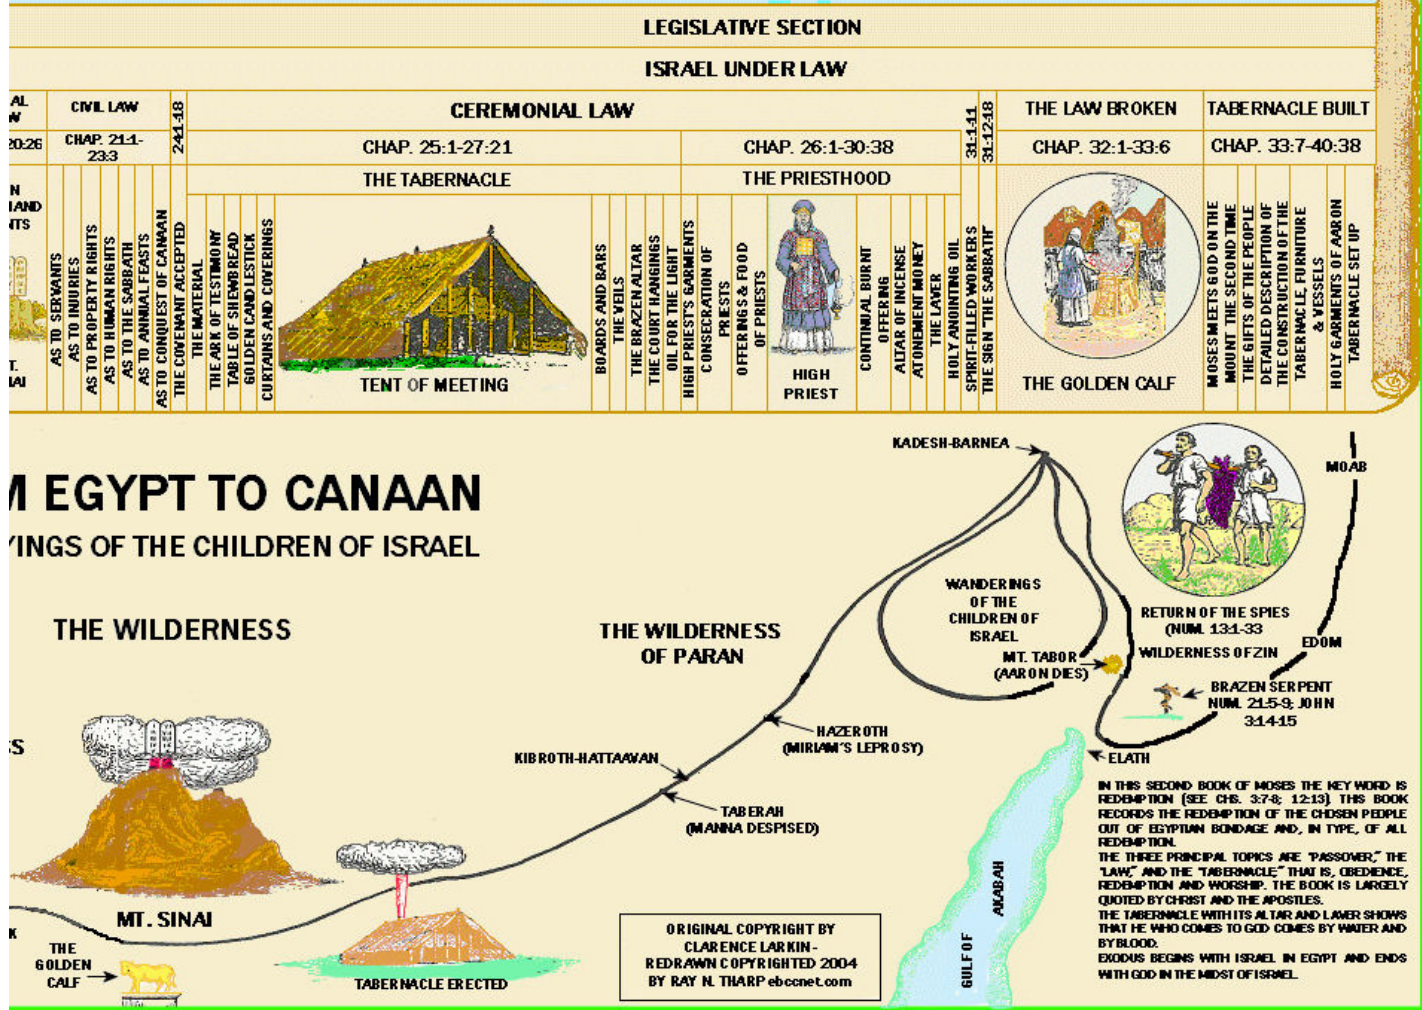 LEGISLATIVE SECTION
ISRAEL UNDER LAW
AL
W
CIVIL LAW
24:1-18
CEREMONIAL LAW
31:1-11
31:12-18
THE LAW BROKEN
TABERNACLE BUILT
20:26
CHAP. 21:1-
23:3
CHAP. 25:1-27:21
CHAP. 26:1-30:38
CHAP. 32:1-33:6
CHAP. 33:7-40:38
THE TABERNACLE
THE PRIESTHOOD
N
AND
NTS
T.
AI
AS TO SERVANTS
AS TO INJURIES
AS TO PROPERTY RIGHTS
AS TO HUMAN RIGHTS
AS TO THE SABBATH
AS TO ANNUAL FEASTS
AS TO CONQUEST OF CANAAN
THE COVENANT ACCEPTED
THE MATERIAL
THE ARK OF TESTIMONY
TABLE OF SHEWBREAD
GOLDEN CANDLESTICK
CURTAINS AND COVERINGS
TENT OF MEETING
BOARDS AND BARS
THE VEILS
THE BRAZEN ALTAR
THE COURT HANGINGS
OIL FOR THE LIGHT
HIGH PRIEST'S GARMENTS
CONSECRATION OF
PRIESTS
OFFERINGS & FOOD
OF PRIESTS
HIGH
PRIEST
CONTINIAL BURNT
OFFERING
ALTAR OF INCENSE
ATONEMENT MONEY
THE LAVER
HOLY ANOINTING OIL
SPIRIT-FILLED WORKERS
THE SIGN "THE SABBATH"
THE GOLDEN CALF
MOSES MEETS GOD ON THE
MOUNT THE SECOND TIME
THE GIFTS OF THE PEOPLE
DETAILED DESCRIPTION OF
THE CONSTRUCTION OF THE
TABERNACLE, FURNITURE
& VESSELS
HOLY GARMENTS OF AARON
TABERNACLE SET UP
M EGYPT TO CANAAN
YINGS OF THE CHILDREN OF ISRAEL
THE WILDERNESS
THE WILDERNESS
OF PARAN
KADESH-BARNEA
WANDERINGS
OF THE
CHILDREN OF
ISRAEL
MT. TABOR
(AARON DIES)
RETURN OF THE SPIES
(NUM. 13:1-33
WILDERNESS OF ZIN
MOAB
EDOM
BRAZEN SERPENT
NUM. 21:5-9; JOHN
3:14-15
ELATH
HAZEROTH
(MIRIAM'S LEPROSY)
KIBROTH-HATTAAVAN
TABERAH
(MANNA DESPISED)
SS
MT. SINAI
K
THE
GOLDEN
CALF
TABERNACLE ERECTED
ORIGINAL COPYRIGHT BY
CLARENCE LARKIN -
REDRAWN COPYRIGHTED 2004
BY RAY N. THARP ebccnet.com
GULF OF AKABAH
IN THIS SECOND BOOK OF MOSES THE KEY WORD IS
REDEMPTION (SEE CHS. 3:7-8; 12:13). THIS BOOK
RECORDS THE REDEMPTION OF THE CHOSEN PEOPLE
OUT OF EGYPTIAN BONDAGE AND, IN TYPE, OF ALL
REDEMPTION.
THE THREE PRINCIPAL TOPICS ARE "PASSOVER," THE
"LAW," AND THE "TABERNACLE;" THAT IS, OBEDIENCE,
REDEMPTION AND WORSHIP. THE BOOK IS LARGELY
QUOTED BY CHRIST AND THE APOSTLES.
THE TABERNACLE WITH ITS ALTAR AND LAVER SHOWS
THAT HE WHO COMES TO GOD COMES BY WATER AND
BY BLOOD.
EXODUS BEGINS WITH ISRAEL IN EGYPT AND ENDS
WITH GOD IN THE MIDST OF ISRAEL.